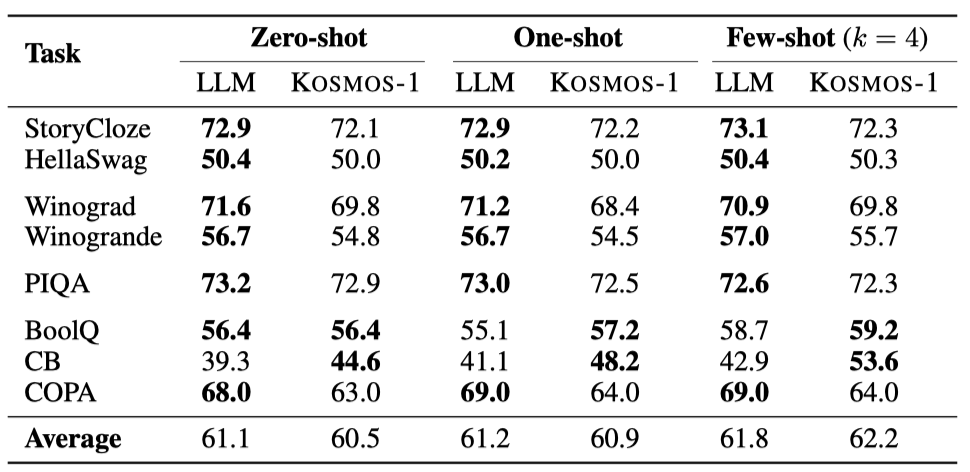 Task Zero-shot One-shot Few-shot (k = 4)
LLM KOSMOS-1 LLM KOSMOS-1 LLM KOSMOS-1
StoryCloze 72.9 72.1 72.9 72.2 73.1 72.3
HellaSwag 50.4 50.0 50.2 50.0 50.4 50.3
Winograd 71.6 69.8 71.2 68.4 70.9 69.8
Winogrande 56.7 54.8 56.7 54.5 57.0 55.7
PIQA 73.2 72.9 73.0 72.5 72.6 72.3
BoolQ 56.4 56.4 55.1 57.2 58.7 59.2
CB 39.3 44.6 41.1 48.2 42.9 53.6
COPA 68.0 63.0 69.0 64.0 69.0 64.0
Average 61.1 60.5 61.2 60.9 61.8 62.2